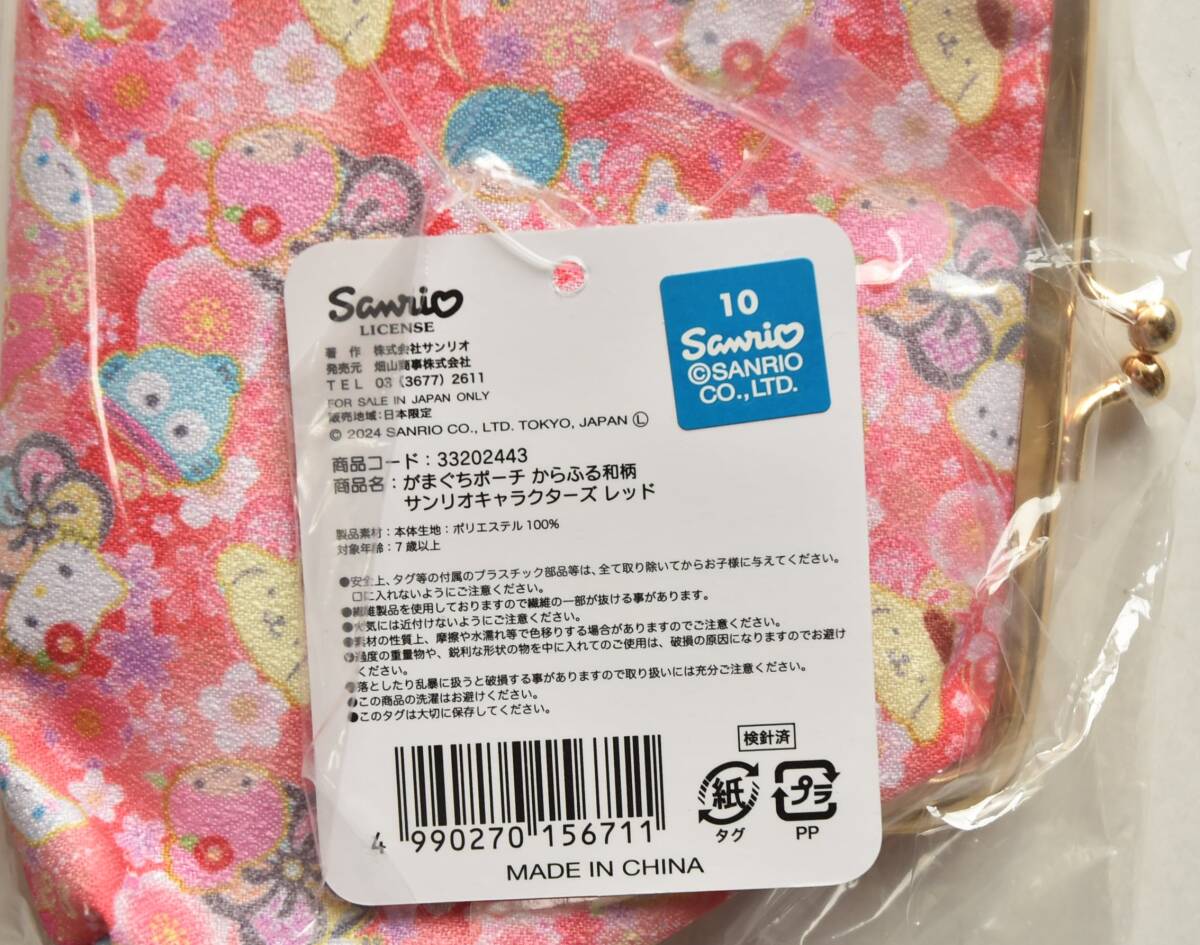 Sanrio
LICENSE
著 作 株式会社サンリオ
発売元 畑山商事株式会社
TEL 03(3677)2611
FOR SALE IN JAPAN ONLY
販売地域:日本限定
© 2024 SANRIO CO., LTD. TOKYO, JAPAN Ⓛ
10
Sanrio
©SANRIO
CO.,LTD.
商品コード:33202443
商品名:がまぐちポーチ からふる和柄
サンリオキャラクターズ レッド
製品素材:本体生地:ポリエステル100%
対象年齢:7歳以上
●安全上、タグ等の付属のプラスチック部品等は、全て取り除いてからお子様に与えてください。
口に入れないようにご注意ください。
●繊維製品を使用しておりますので繊維の一部が抜ける事があります。
●火気には近付けないようにご注意ください。
●素材の性質上、摩擦や水濡れ等で色移りする場合がありますのでご注意ください。
●過度の重量物や、鋭利な形状の物を中に入れてのご使用は、破損の原因になりますのでお避け
ください。
●落としたり乱暴に扱うと破損する事がありますので取り扱いには充分ご注意ください。
●この商品の洗濯はお避けください。
●このタグは大切に保存してください。
検針済
紙
タグ
プラ
PP
4 990270 156711
MADE IN CHINA